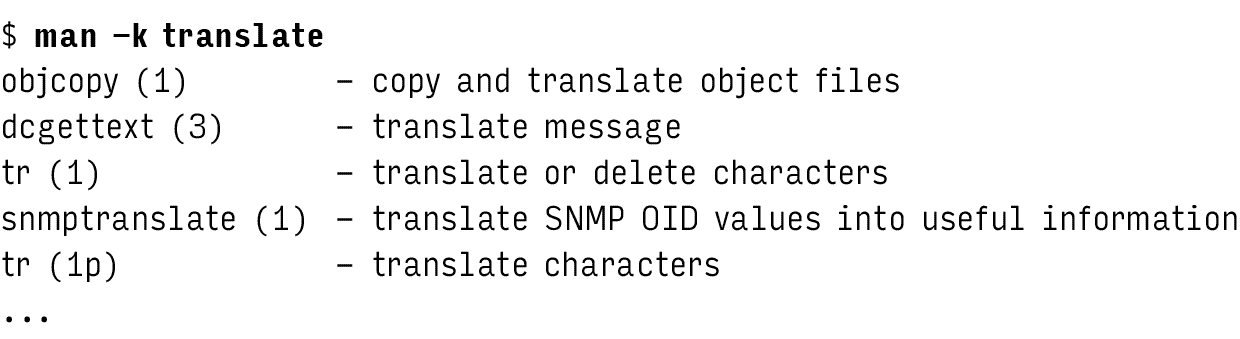 $ man –k translate
objcopy (1) – copy and translate object files
dcgettext (3) – translate message
tr (1) – translate or delete characters
snmptranslate (1) – translate SNMP OID values into useful information
tr (1p) – translate characters
...